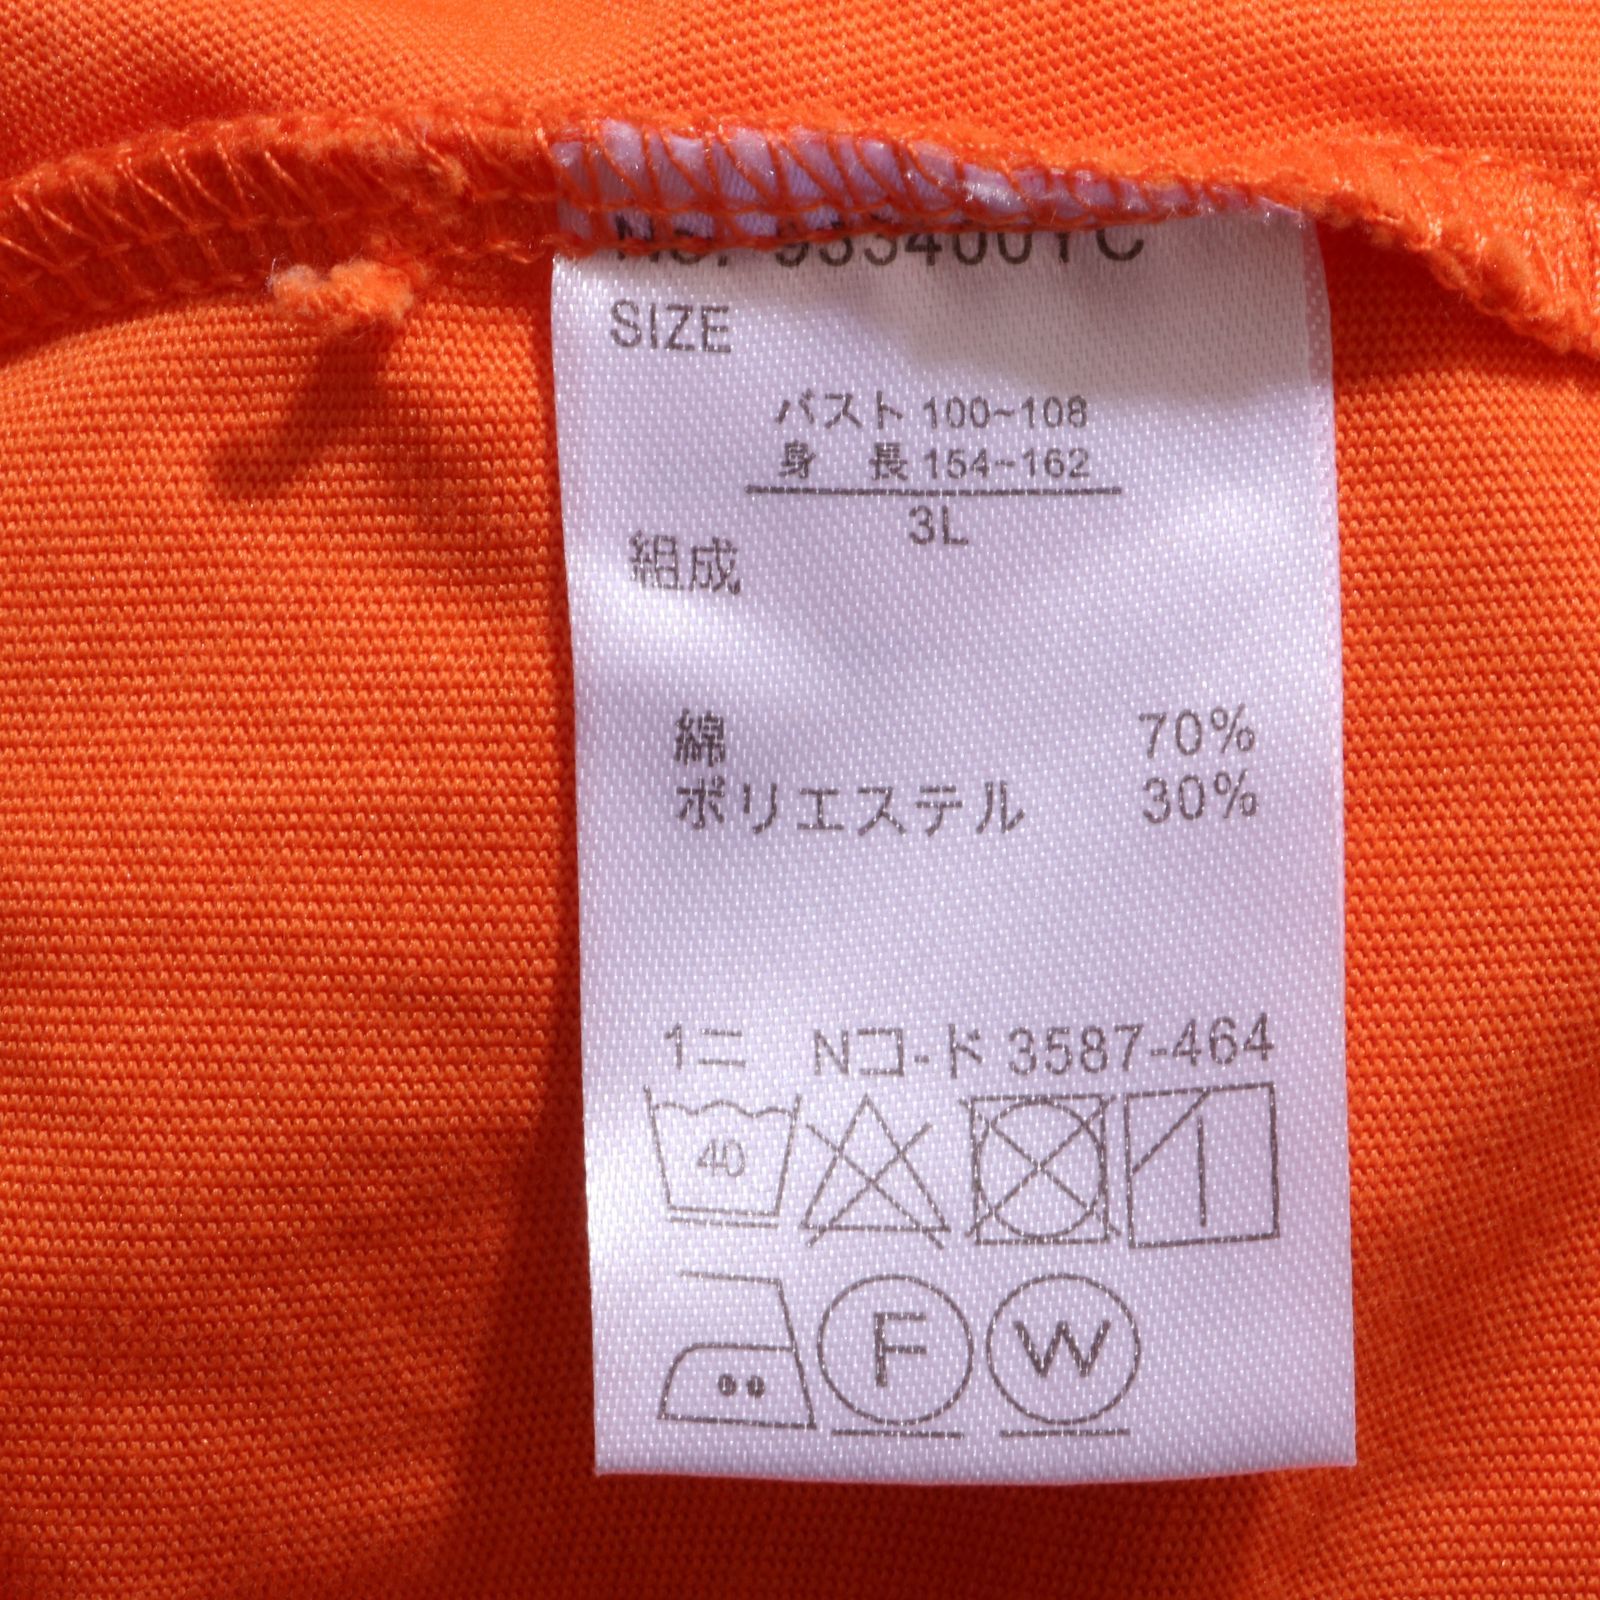 SIZE
バスト 100~108
身 長 154~162
3L
組成
綿 70%
ポリエステル 30%
1ニ Nコ-ド 3587-464
40
F W